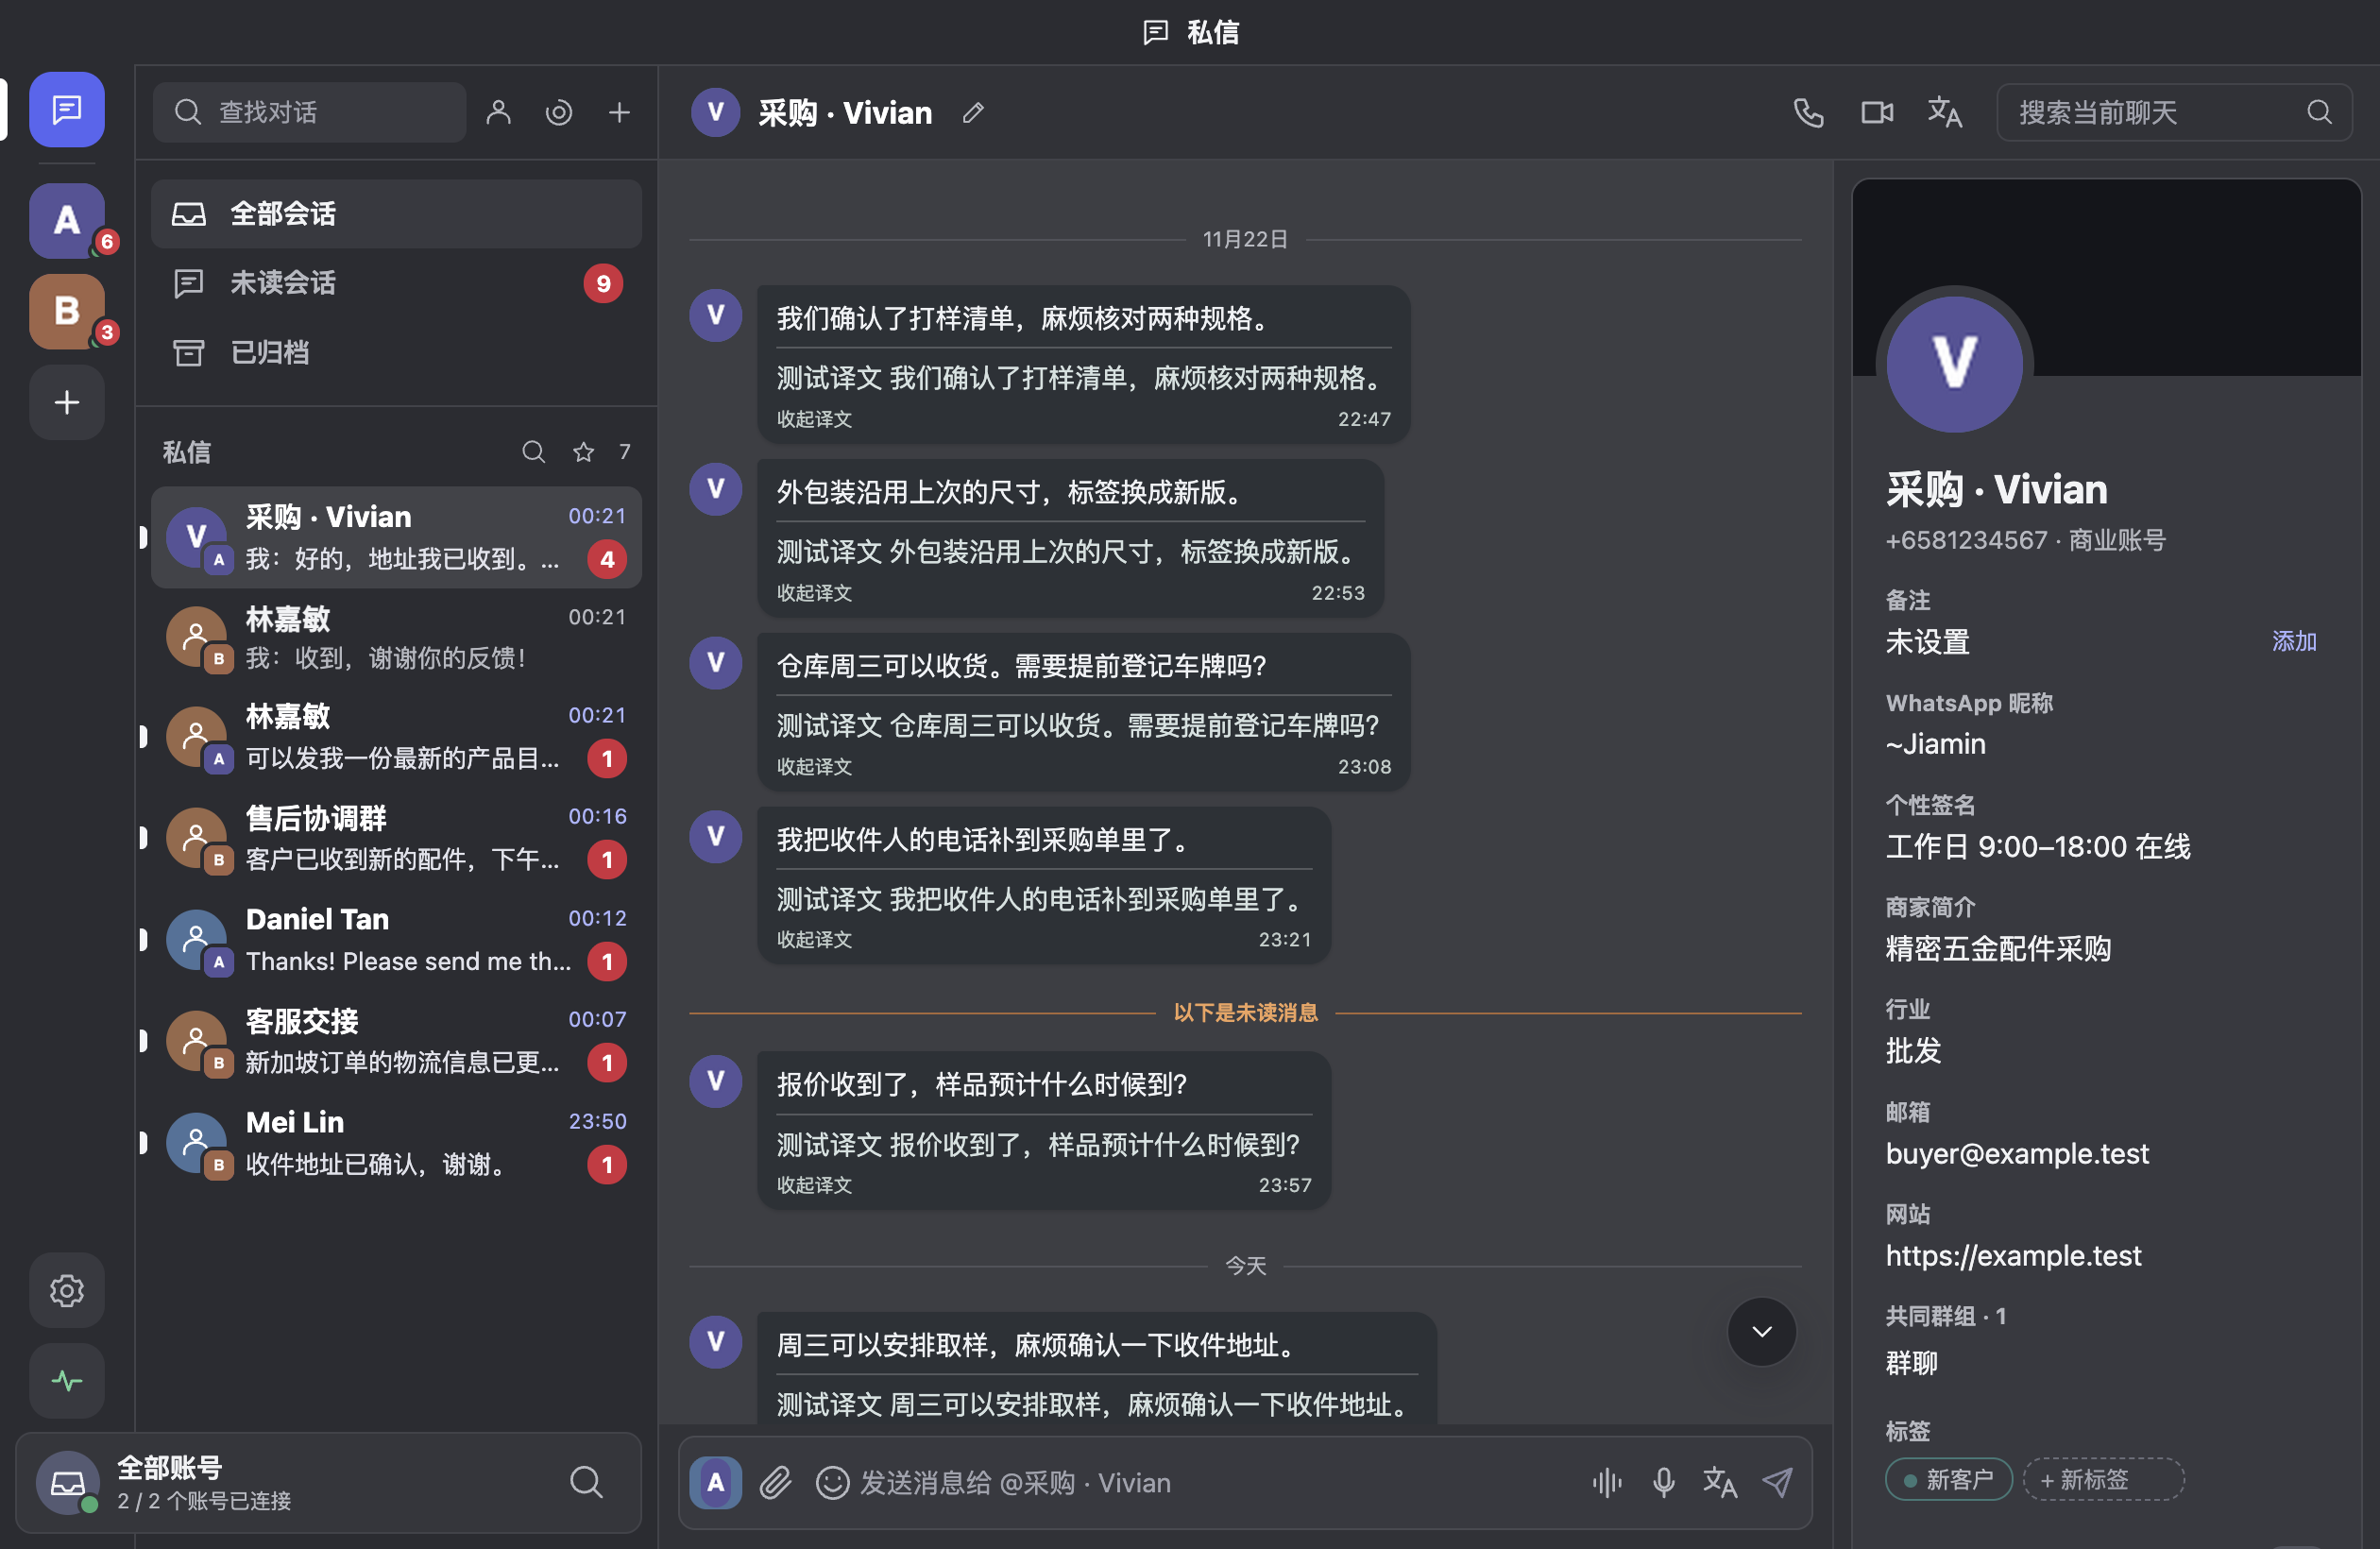 私信
查找对话
A
6
B
3
全部会话
未读会话
9
已归档
私信
7
V
A
采购 · Vivian
00:21
我：好的，地址我已收到。...
4
B
林嘉敏
00:21
我：收到，谢谢你的反馈！
A
林嘉敏
00:21
可以发我一份最新的产品目...
1
B
售后协调群
00:16
客户已收到新的配件，下午...
1
A
Daniel Tan
00:12
Thanks! Please send me th...
1
B
客服交接
00:07
新加坡订单的物流信息已更...
1
B
Mei Lin
23:50
收件地址已确认，谢谢。
1
全部账号
2 / 2 个账号已连接
V
采购 · Vivian
文A
搜索当前聊天
11月22日
V
我们确认了打样清单，麻烦核对两种规格。
测试译文 我们确认了打样清单，麻烦核对两种规格。
收起译文
22:47
V
外包装沿用上次的尺寸，标签换成新版。
测试译文 外包装沿用上次的尺寸，标签换成新版。
收起译文
22:53
V
仓库周三可以收货。需要提前登记车牌吗？
测试译文 仓库周三可以收货。需要提前登记车牌吗？
收起译文
23:08
V
我把收件人的电话补到采购单里了。
测试译文 我把收件人的电话补到采购单里了。
收起译文
23:21
以下是未读消息
V
报价收到了，样品预计什么时候到？
测试译文 报价收到了，样品预计什么时候到？
收起译文
23:57
今天
V
周三可以安排取样，麻烦确认一下收件地址。
测试译文 周三可以安排取样，麻烦确认一下收件地址。
A
发送消息给 @采购 · Vivian
文A
V
采购 · Vivian
+6581234567 · 商业账号
备注
未设置
添加
WhatsApp 昵称
~Jiamin
个性签名
工作日 9:00–18:00 在线
商家简介
精密五金配件采购
行业
批发
邮箱
buyer@example.test
网站
https://example.test
共同群组 · 1
群聊
标签
新客户
+ 新标签